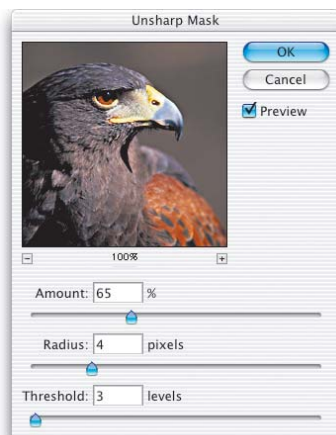 Unsharp Mask
OK
Cancel
Preview
100%
Amount: 65 %
Radius: 4 pixels
Threshold: 3 levels